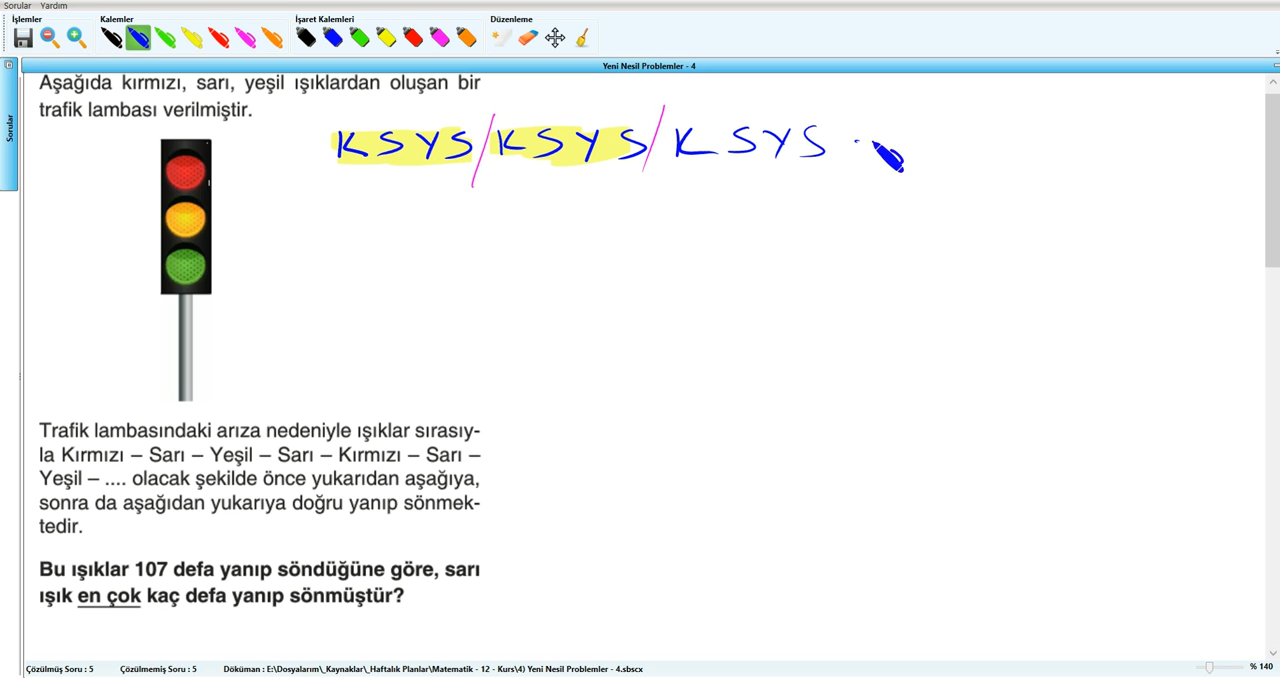 Sorular Yardım
İşlemler Kalemler İşaret Kalemleri Düzenleme
Yeni Nesil Problemler - 4
Sorular
Aşağıda kırmızı, sarı, yeşil ışıklardan oluşan bir
trafik lambası verilmiştir.
K S Y S / K S Y S / K S Y S
Trafik lambasındaki arıza nedeniyle ışıklar sırasıy-
la Kırmızı – Sarı – Yeşil – Sarı – Kırmızı – Sarı –
Yeşil – .... olacak şekilde önce yukarıdan aşağıya,
sonra da aşağıdan yukarıya doğru yanıp sönmek-
tedir.
Bu ışıklar 107 defa yanıp söndüğüne göre, sarı
ışık en çok kaç defa yanıp sönmüştür?
Çözülmüş Soru : 5 Çözülmemiş Soru : 5 Döküman : E:\Dosyalarım\_Kaynaklar\_Haftalık Planlar\Matematik - 12 - Kurs\4) Yeni Nesil Problemler - 4.sbscx % 140